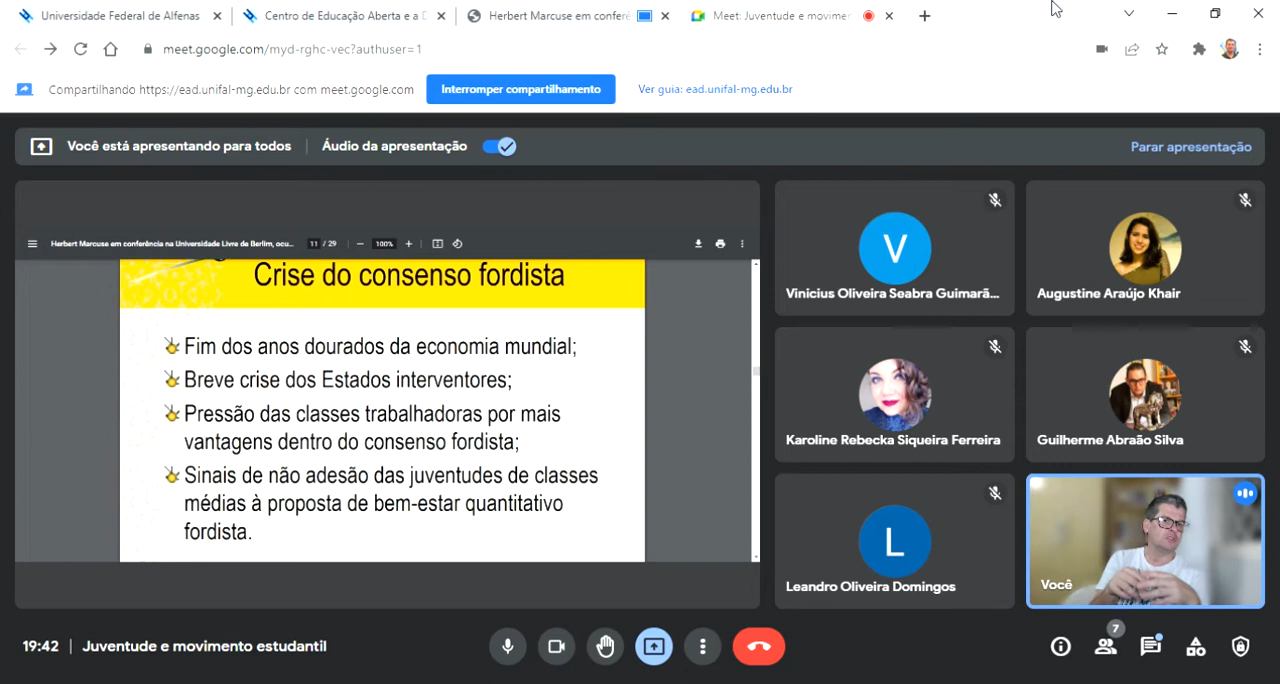 Universidade Federal de Alfenas
Centro de Educação Aberta e a D
Herbert Marcuse em conferê
Meet: Juventude e movimen
meet.google.com/myd-rghc-vec?authuser=1
Compartilhando https://ead.unifal-mg.edu.br com meet.google.com
Interromper compartilhamento
Ver guia: ead.unifal-mg.edu.br
Você está apresentando para todos
Áudio da apresentação
Parar apresentação
Herbert Marcuse em conferência na Universidade Livre de Berlim, ocu...
11 / 29
100%
Crise do consenso fordista
Fim dos anos dourados da economia mundial;
Breve crise dos Estados interventores;
Pressão das classes trabalhadoras por mais
vantagens dentro do consenso fordista;
Sinais de não adesão das juventudes de classes
médias à proposta de bem-estar quantitativo
fordista.
V
Vinicius Oliveira Seabra Guimarã...
Augustine Araújo Khair
Karoline Rebecka Siqueira Ferreira
Guilherme Abraão Silva
L
Leandro Oliveira Domingos
Você
19:42 | Juventude e movimento estudantil
7